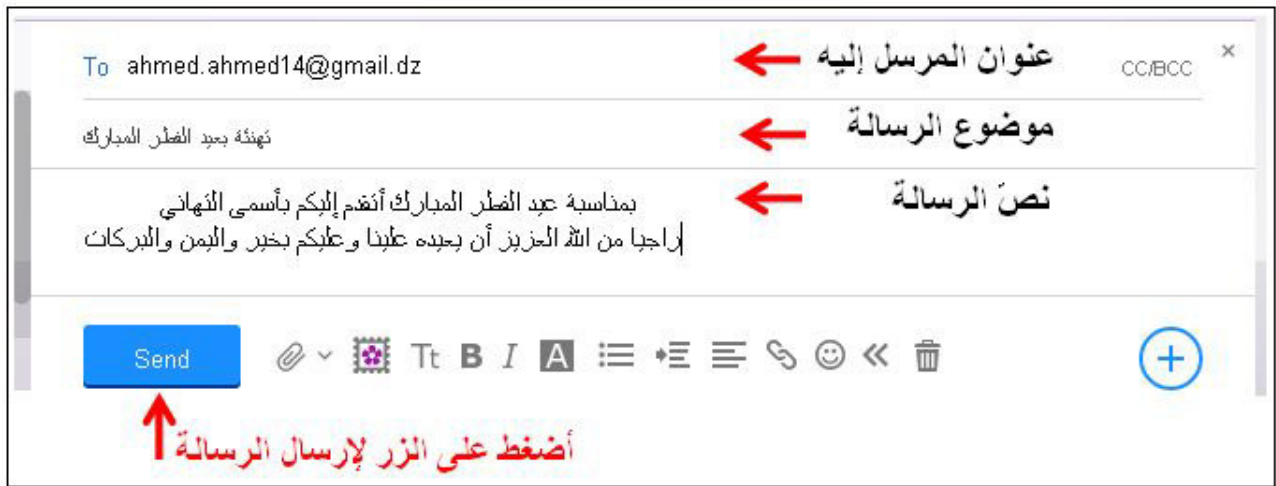 To ahmed.ahmed14@gmail.dz عنوان المرسل إليه CC/BCC ×
تهنئة بعيد الفطر المبارك موضوع الرسالة
بمناسبة عيد الفطر المبارك أتقدم إليكم بأسمى التهاني نصّ الرسالة
راجيا من الله العزيز أن يعيده علينا وعليكم بخير واليمن والبركات
Send Tt B I A
أضغط على الزر لإرسال الرسالة